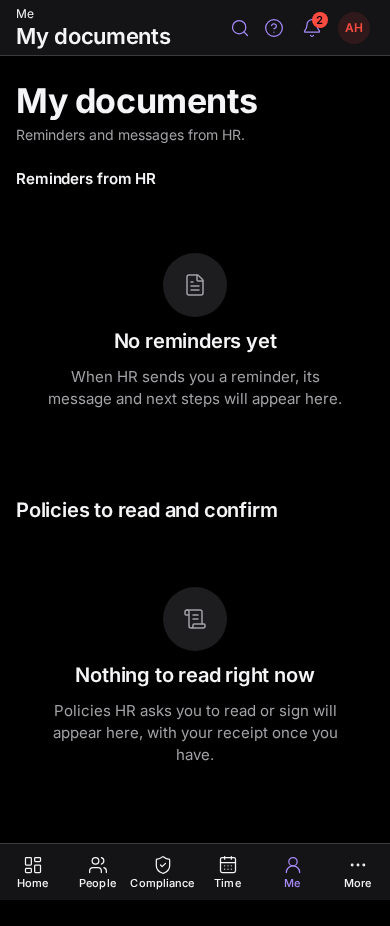 Me
My documents
2
AH
My documents
Reminders and messages from HR.
Reminders from HR
No reminders yet
When HR sends you a reminder, its
message and next steps will appear here.
Policies to read and confirm
Nothing to read right now
Policies HR asks you to read or sign will
appear here, with your receipt once you
have.
Home People Compliance Time Me More